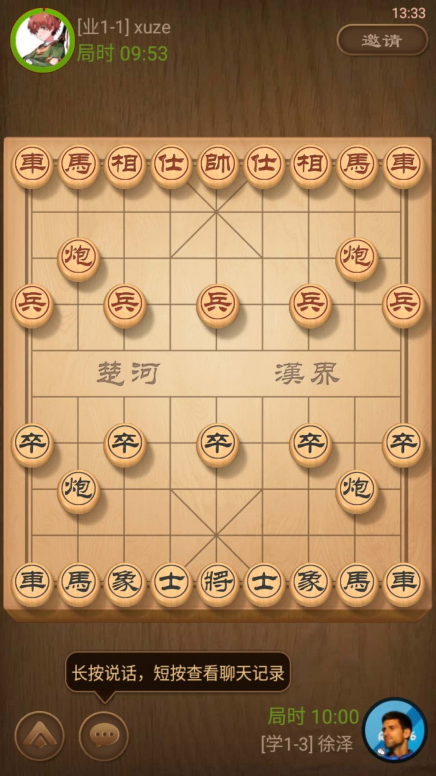 13:33
[业1-1] xuze
局时 09:53
邀请
車 馬 相 仕 帥 仕 相 馬 車
炮 炮
兵 兵 兵 兵 兵
楚河 漢界
卒 卒 卒 卒 卒
炮 炮
車 馬 象 士 将 士 象 馬 車
长按说话，短按查看聊天记录
局时 10:00
[学1-3] 徐泽